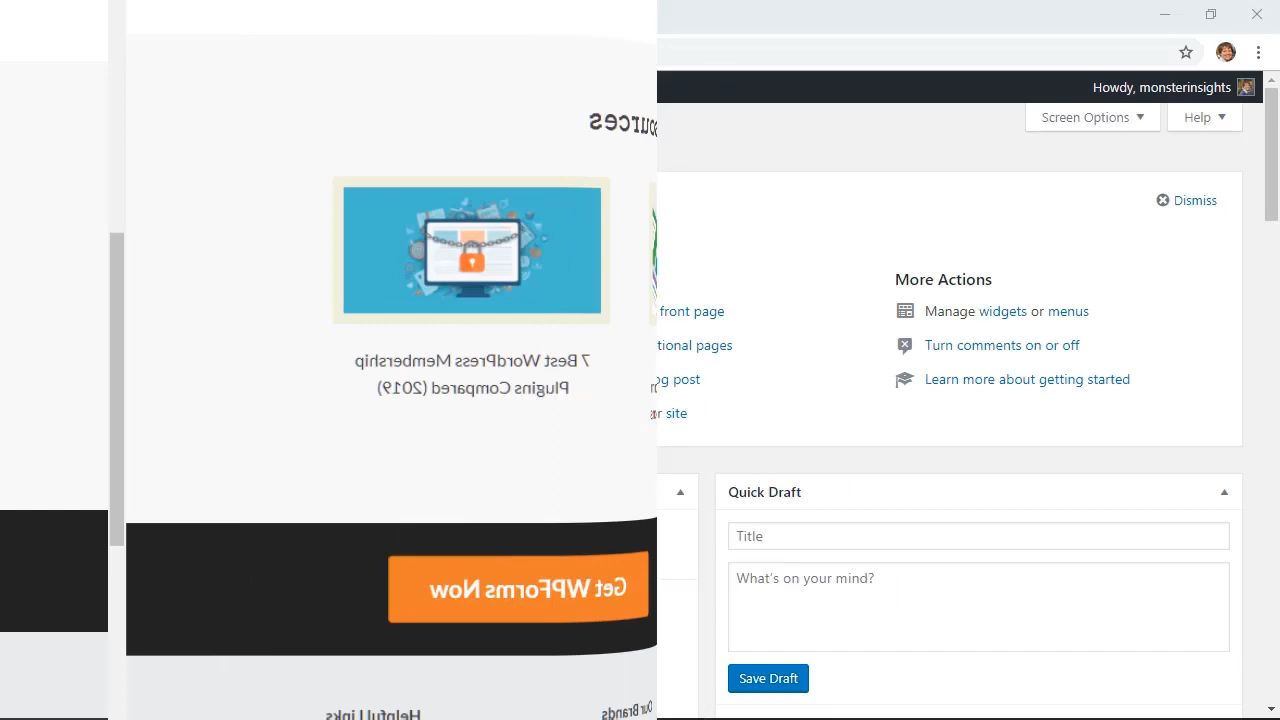 Howdy, monsterinsights
Screen Options
Help
ources
Dismiss
More Actions
front page
Manage widgets or menus
tional pages
Turn comments on or off
7 Best WordPress Membership
Plugins Compared (2019)
og post
Learn more about getting started
r site
Quick Draft
Title
What's on your mind?
Get WPForms Now
Save Draft
Our Brands
Helpful Links